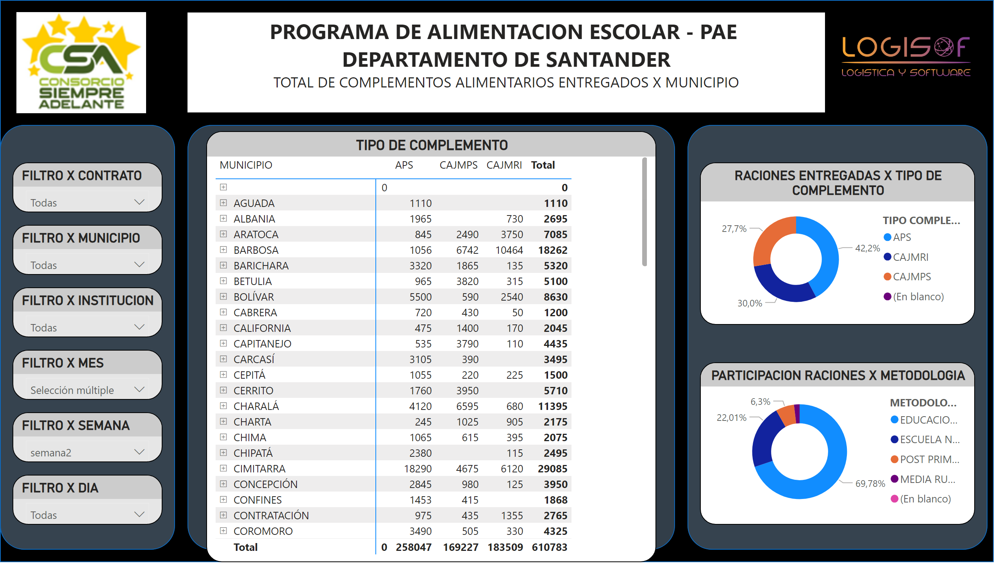 CSA
CONSORCIO
SIEMPRE
ADELANTE
PROGRAMA DE ALIMENTACION ESCOLAR - PAE
DEPARTAMENTO DE SANTANDER
TOTAL DE COMPLEMENTOS ALIMENTARIOS ENTREGADOS X MUNICIPIO
LOGISOF
LOGISTICA Y SOFTWARE
FILTRO X CONTRATO
Todas
FILTRO X MUNICIPIO
Todas
FILTRO X INSTITUCION
Todas
FILTRO X MES
Selección múltiple
FILTRO X SEMANA
semana2
FILTRO X DIA
Todas
TIPO DE COMPLEMENTO
MUNICIPIO APS CAJMPS CAJMRI Total
0 0
AGUADA 1110 1110
ALBANIA 1965 730 2695
ARATOCA 845 2490 3750 7085
BARBOSA 1056 6742 10464 18262
BARICHARA 3320 1865 135 5320
BETULIA 965 3820 315 5100
BOLÍVAR 5500 590 2540 8630
CABRERA 720 430 50 1200
CALIFORNIA 475 1400 170 2045
CAPITANEJO 535 3790 110 4435
CARCASÍ 3105 390 3495
CEPITÁ 1055 220 225 1500
CERRITO 1760 3950 5710
CHARALÁ 4120 6595 680 11395
CHARTA 245 1025 905 2175
CHIMA 1065 615 395 2075
CHIPATÁ 2380 115 2495
CIMITARRA 18290 4675 6120 29085
CONCEPCIÓN 2845 980 125 3950
CONFINES 1453 415 1868
CONTRATACIÓN 975 435 1355 2765
COROMORO 3490 505 330 4325
Total 0 258047 169227 183509 610783
RACIONES ENTREGADAS X TIPO DE
COMPLEMENTO
27,7%
42,2%
30,0%
TIPO COMPLE...
APS
CAJMRI
CAJMPS
(En blanco)
PARTICIPACION RACIONES X METODOLOGIA
6,3%
22,01%
69,78%
METODOLO...
EDUCACIO...
ESCUELA N...
POST PRIM...
MEDIA RU...
(En blanco)